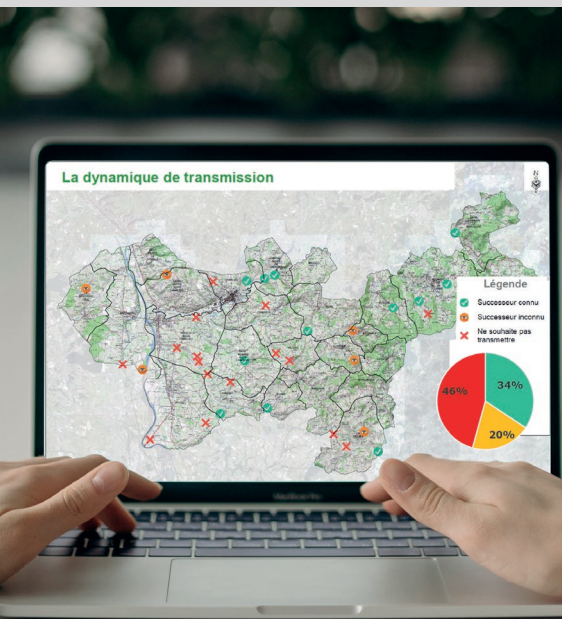 La dynamique de transmission
N
Légende
Successeur connu
Successeur inconnu
Ne souhaite pas
transmettre
46%
34%
20%
MacBook Pro